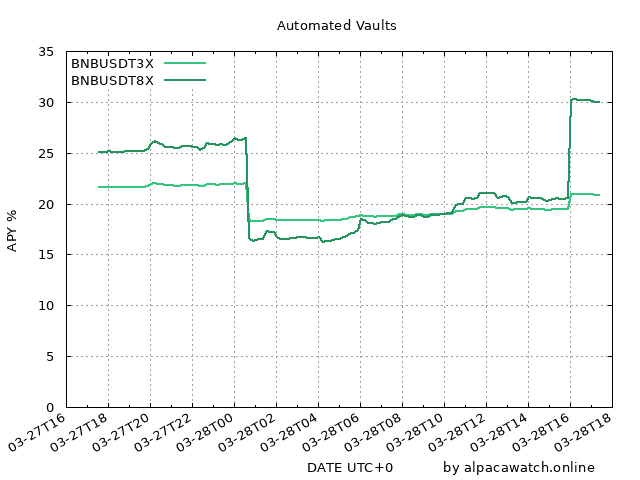 Automated Vaults
BNBUSDT3X
BNBUSDT8X
APY %
35
30
25
20
15
10
5
0
03-27T16
03-27T18
03-27T20
03-27T22
03-28T00
03-28T02
03-28T04
03-28T06
03-28T08
03-28T10
03-28T12
03-28T14
03-28T16
03-28T18
DATE UTC+0
by alpacawatch.online